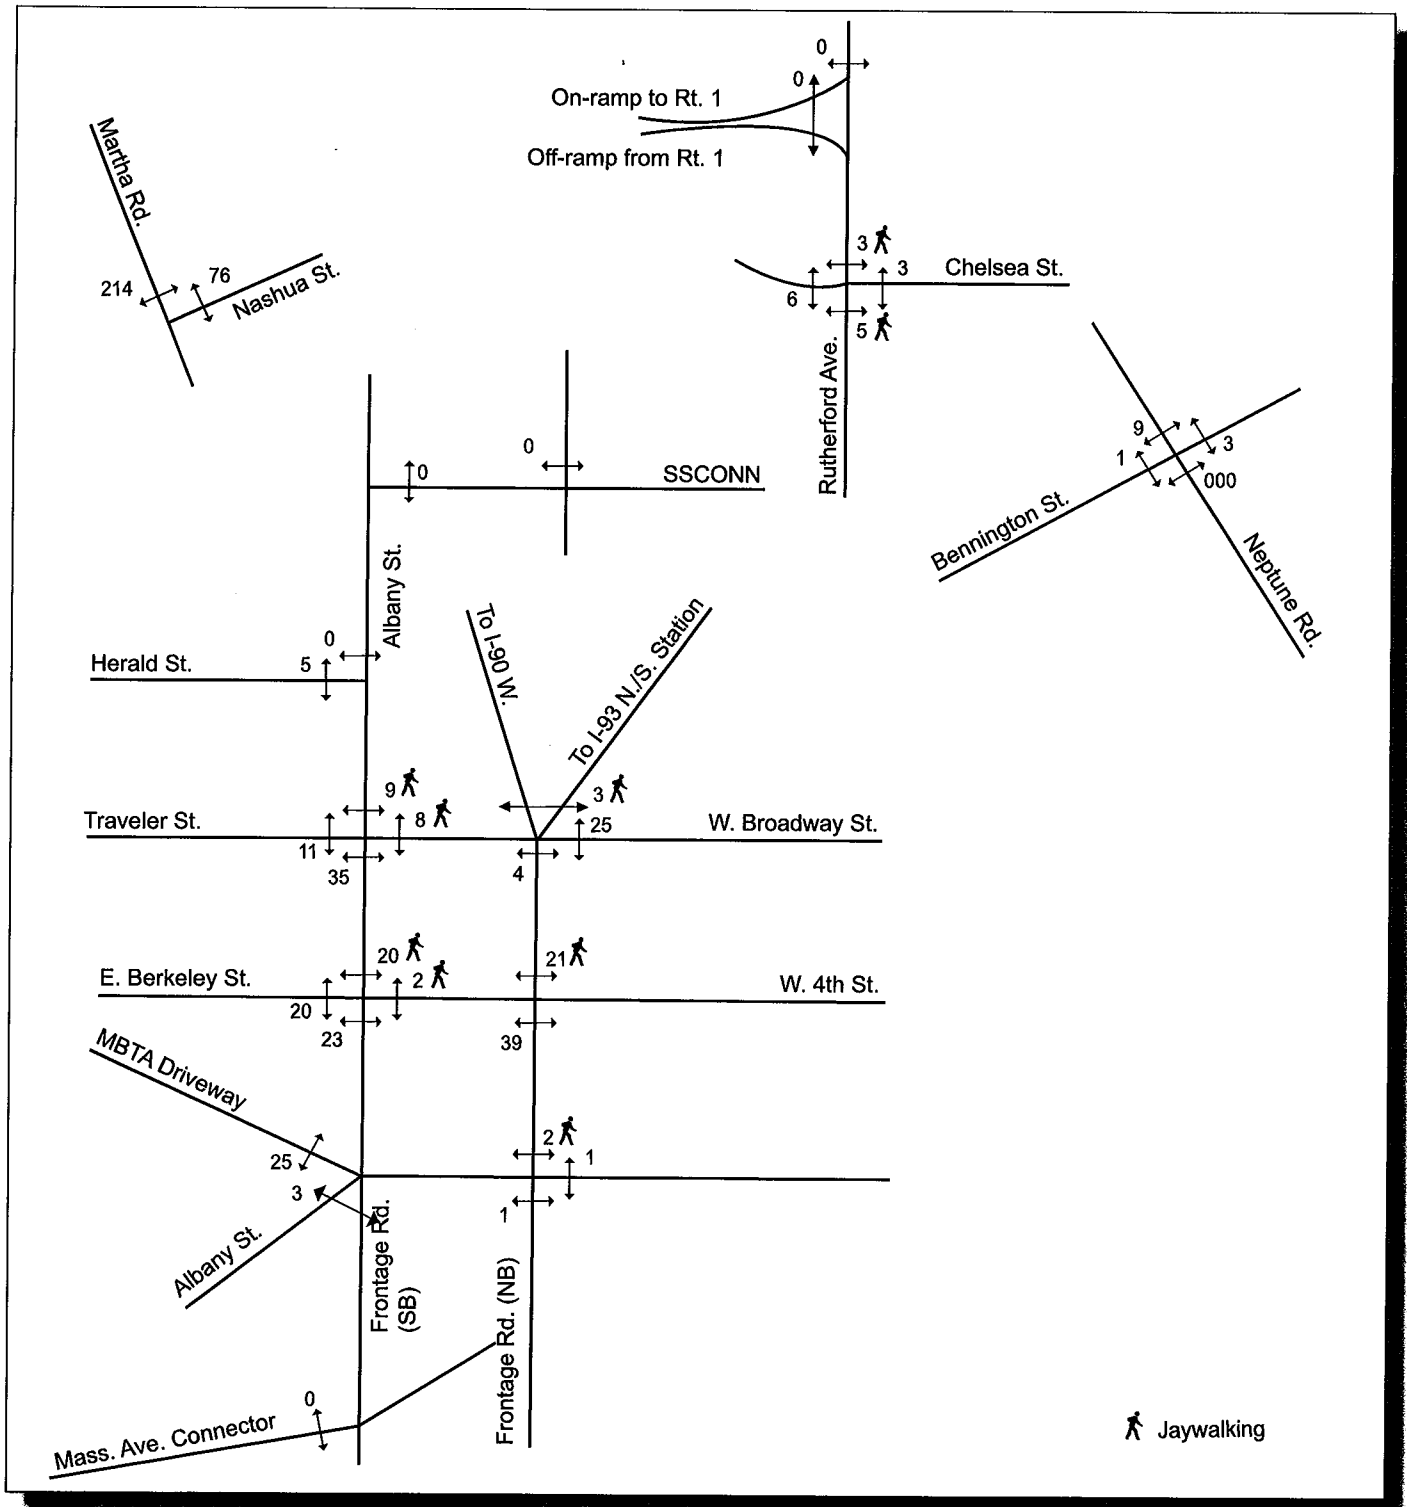 0
0
On-ramp to Rt. 1
Off-ramp from Rt. 1
Martha Rd.
76
214
Nashua St.
3
3
Chelsea St.
6
5
Rutherford Ave.
9
3
1
000
Bennington St.
Neptune Rd.
0
0
SSCONN
Albany St.
0
5
Herald St.
To I-90 W.
To I-93 N./S. Station
9
8
3
25
Traveler St.
W. Broadway St.
11
35
4
20
2
21
E. Berkeley St.
W. 4th St.
20
23
39
MBTA Driveway
25
2
1
3
1
Albany St.
Frontage Rd.
(SB)
Frontage Rd. (NB)
0
Mass. Ave. Connector
Jaywalking